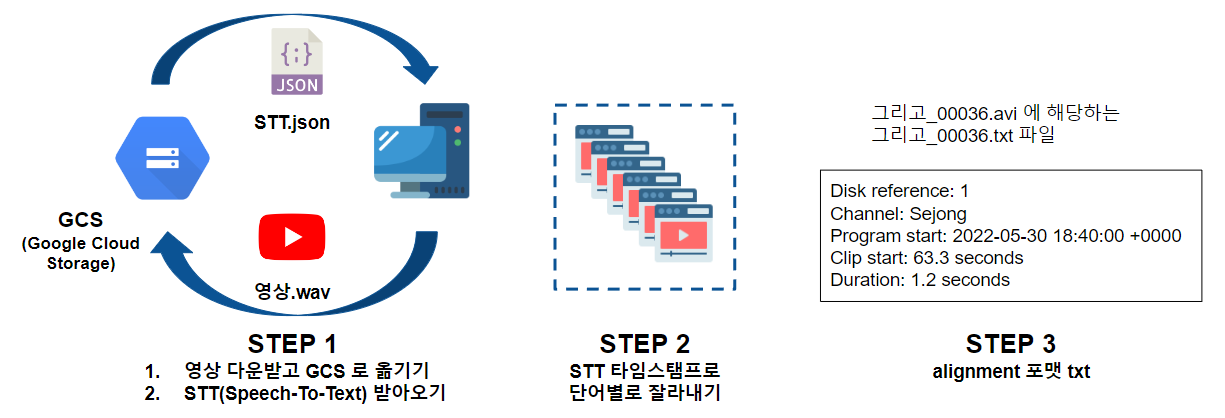 {;}
JSON
STT.json
GCS
(Google Cloud
Storage)
영상.wav
STEP 1
1. 영상 다운받고 GCS 로 옮기기
2. STT(Speech-To-Text) 받아오기
STEP 2
STT 타임스탬프로
단어별로 잘라내기
그리고_00036.avi 에 해당하는
그리고_00036.txt 파일
Disk reference: 1
Channel: Sejong
Program start: 2022-05-30 18:40:00 +0000
Clip start: 63.3 seconds
Duration: 1.2 seconds
STEP 3
alignment 포맷 txt